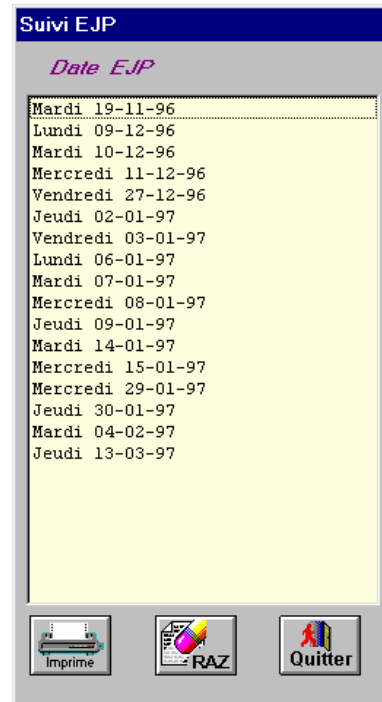 Suivi EJP
Date EJP
Mardi 19-11-96
Lundi 09-12-96
Mardi 10-12-96
Mercredi 11-12-96
Vendredi 27-12-96
Jeudi 02-01-97
Vendredi 03-01-97
Lundi 06-01-97
Mardi 07-01-97
Mercredi 08-01-97
Jeudi 09-01-97
Mardi 14-01-97
Mercredi 15-01-97
Mercredi 29-01-97
Jeudi 30-01-97
Mardi 04-02-97
Jeudi 13-03-97
Imprime RAZ Quitter